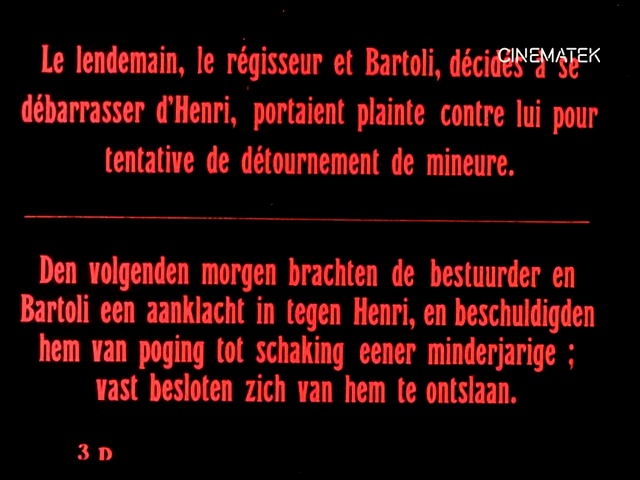 CINEMATEK
Le lendemain, le régisseur et Bartoli, décidés à se
débarrasser d'Henri, portaient plainte contre lui pour
tentative de détournement de mineure.
Den volgenden morgen brachten de bestuurder en
Bartoli een aanklacht in tegen Henri, en beschuldigden
hem van poging tot schaking eener minderjarige ;
vast besloten zich van hem te ontslaan.
3 D